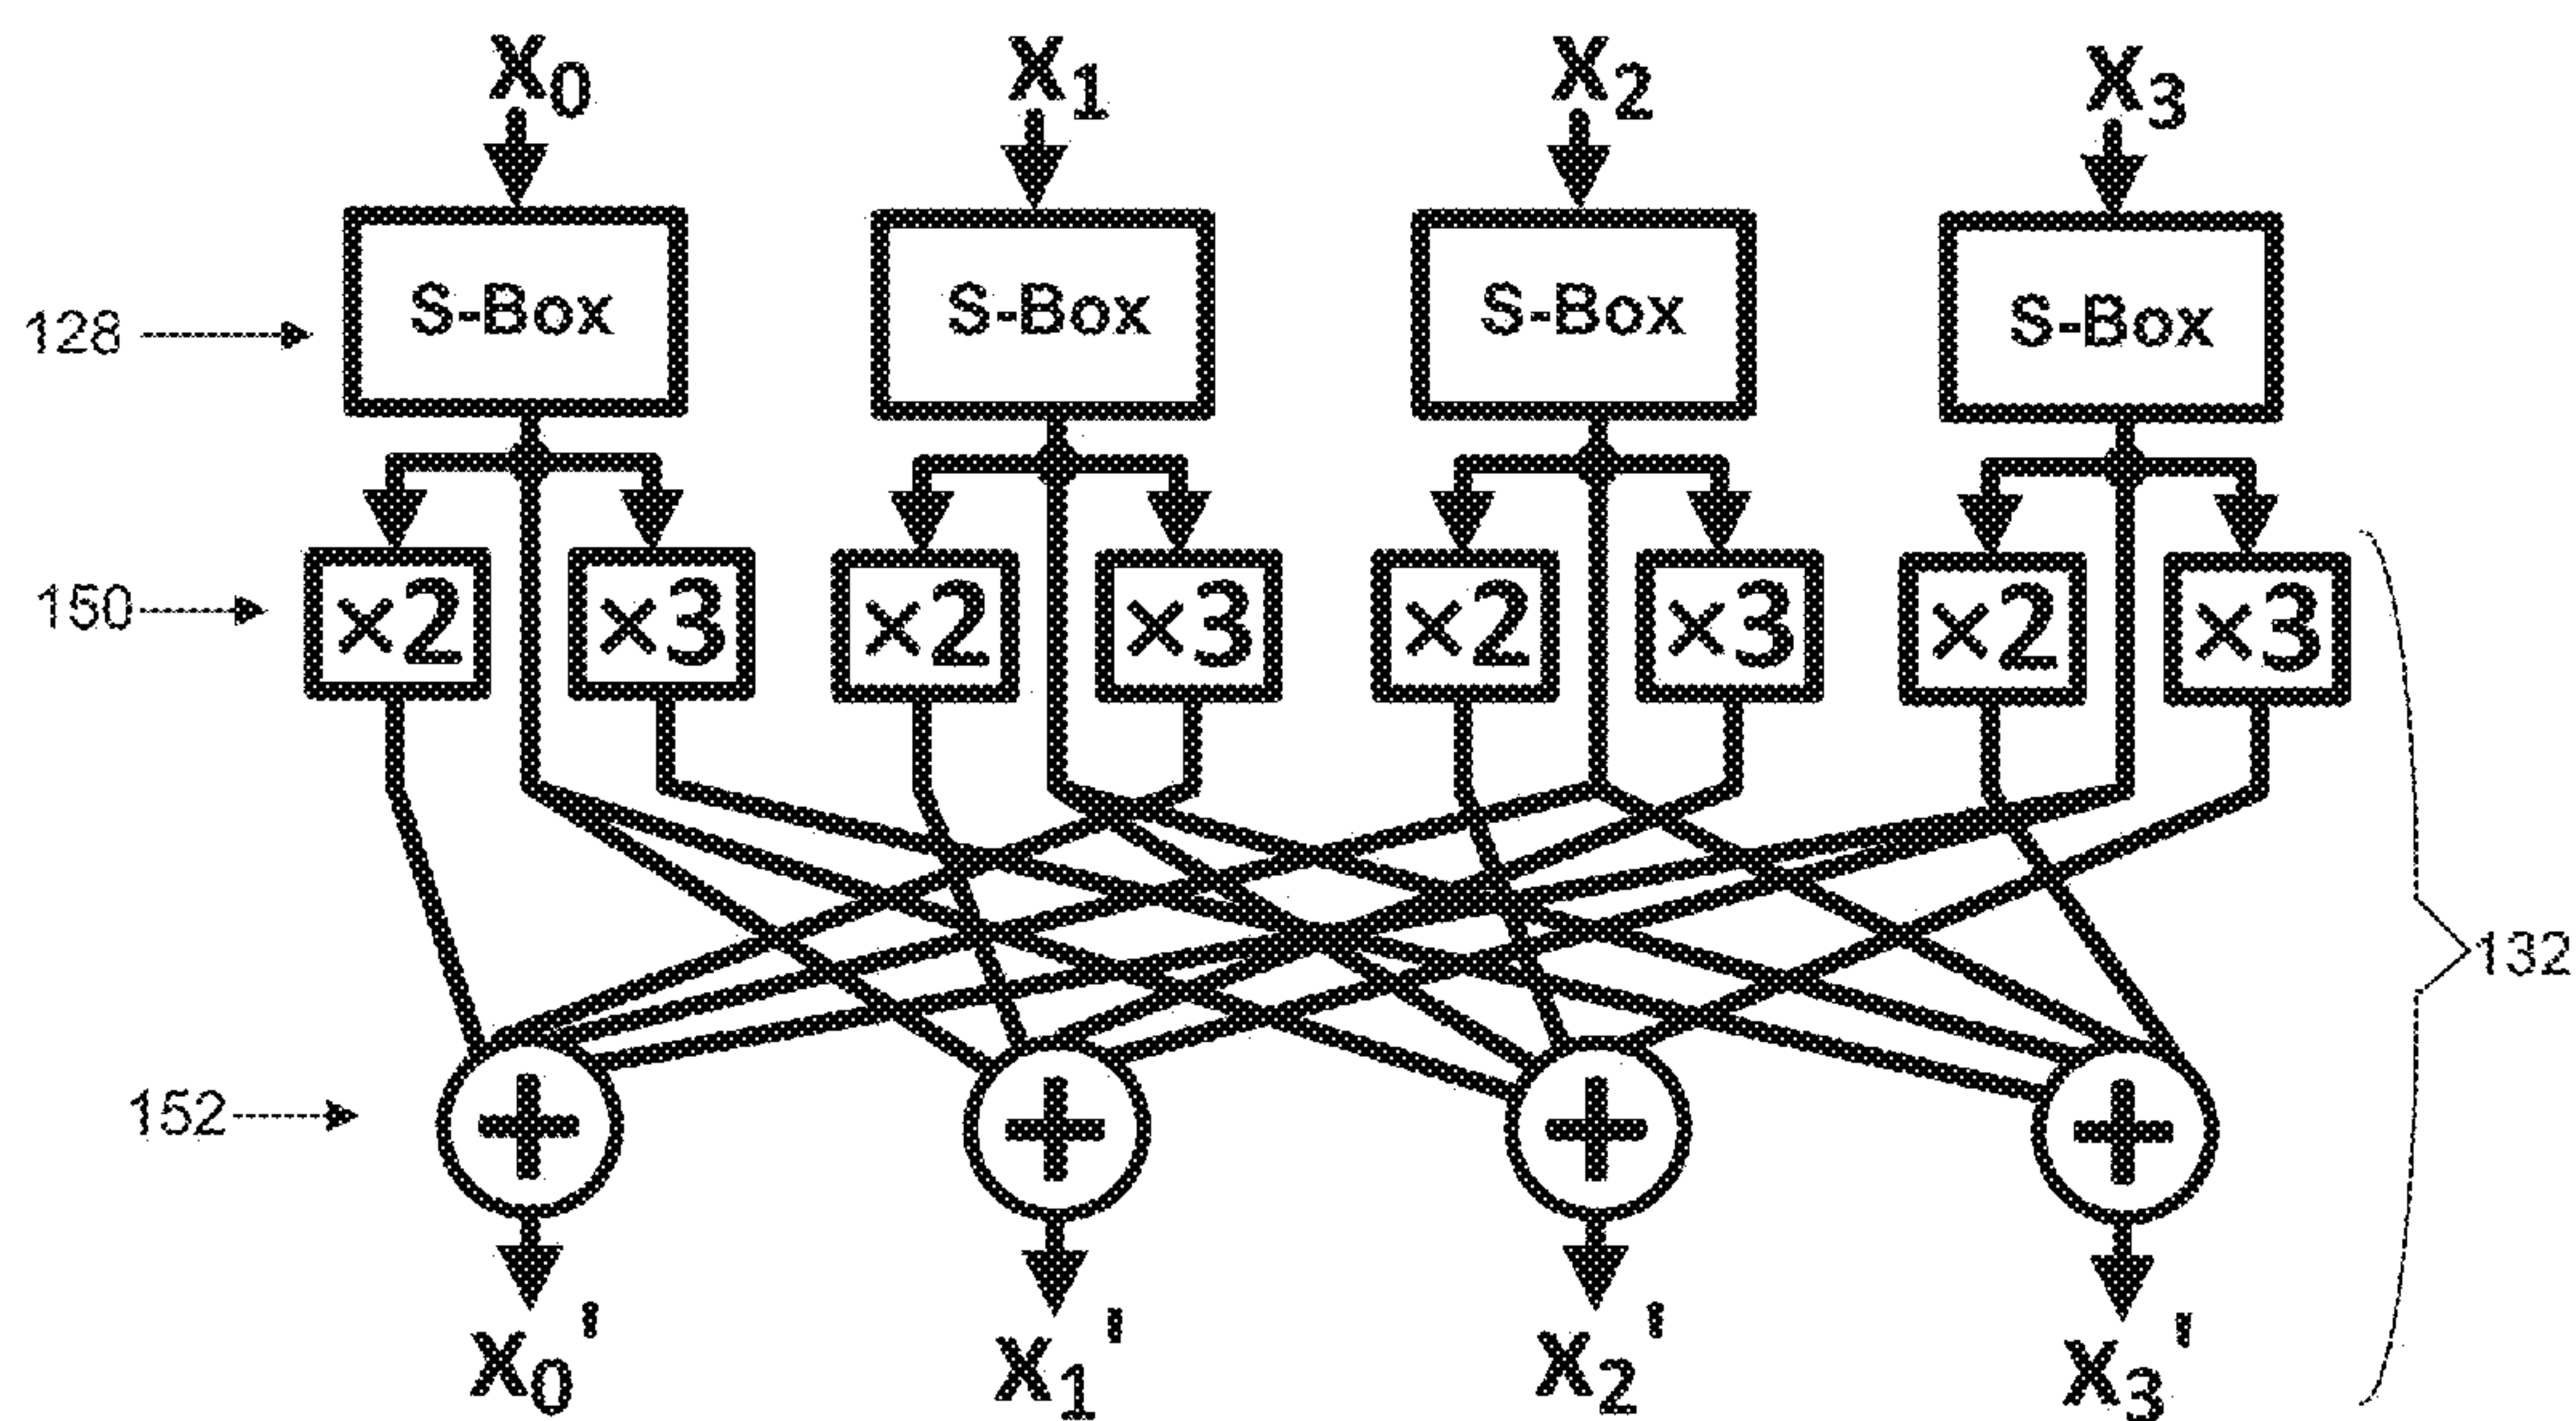 X₀ X₁ X₂ X₃
128 S-Box S-Box S-Box S-Box
150 ×2 ×3 ×2 ×3 ×2 ×3 ×2 ×3
132
152 + + + +
X₀' X₁' X₂' X₃'